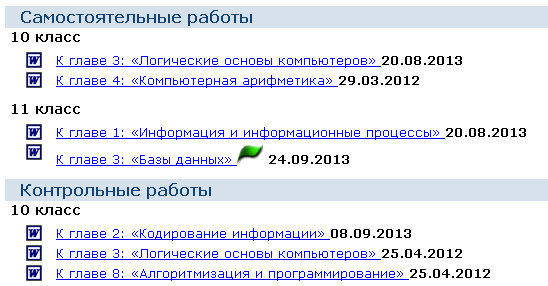 Самостоятельные работы
10 класс
К главе 3: «Логические основы компьютеров» 20.08.2013
К главе 4: «Компьютерная арифметика» 29.03.2012
11 класс
К главе 1: «Информация и информационные процессы» 20.08.2013
К главе 3: «Базы данных» 24.09.2013
Контрольные работы
10 класс
К главе 2: «Кодирование информации» 08.09.2013
К главе 3: «Логические основы компьютеров» 25.04.2012
К главе 8: «Алгоритмизация и программирование» 25.04.2012